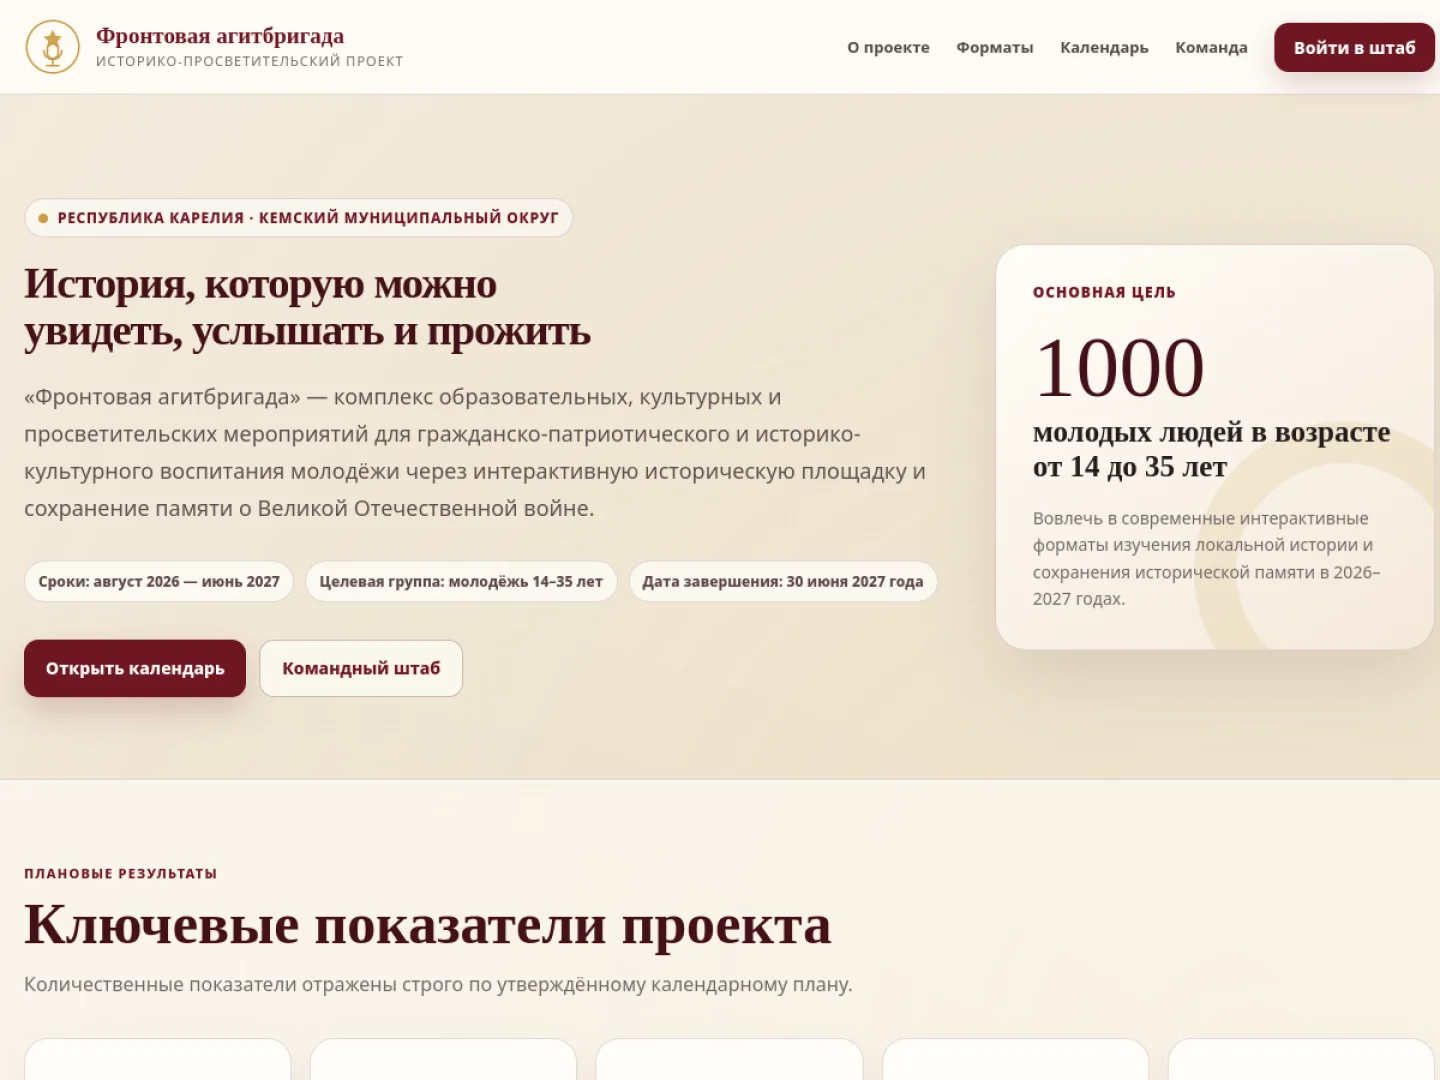 Фронтовая агитбригада
ИСТОРИКО-ПРОСВЕТИТЕЛЬСКИЙ ПРОЕКТ
О проекте
Форматы
Календарь
Команда
Войти в штаб
РЕСПУБЛИКА КАРЕЛИЯ · КЕМСКИЙ МУНИЦИПАЛЬНЫЙ ОКРУГ
История, которую можно
увидеть, услышать и прожить
«Фронтовая агитбригада» — комплекс образовательных, культурных и
просветительских мероприятий для гражданско-патриотического и историко-
культурного воспитания молодёжи через интерактивную историческую площадку и
сохранение памяти о Великой Отечественной войне.
Сроки: август 2026 — июнь 2027
Целевая группа: молодёжь 14–35 лет
Дата завершения: 30 июня 2027 года
Открыть календарь
Командный штаб
ОСНОВНАЯ ЦЕЛЬ
1000
молодых людей в возрасте
от 14 до 35 лет
Вовлечь в современные интерактивные
форматы изучения локальной истории и
сохранения исторической памяти в 2026–
2027 годах.
ПЛАНОВЫЕ РЕЗУЛЬТАТЫ
Ключевые показатели проекта
Количественные показатели отражены строго по утверждённому календарному плану.